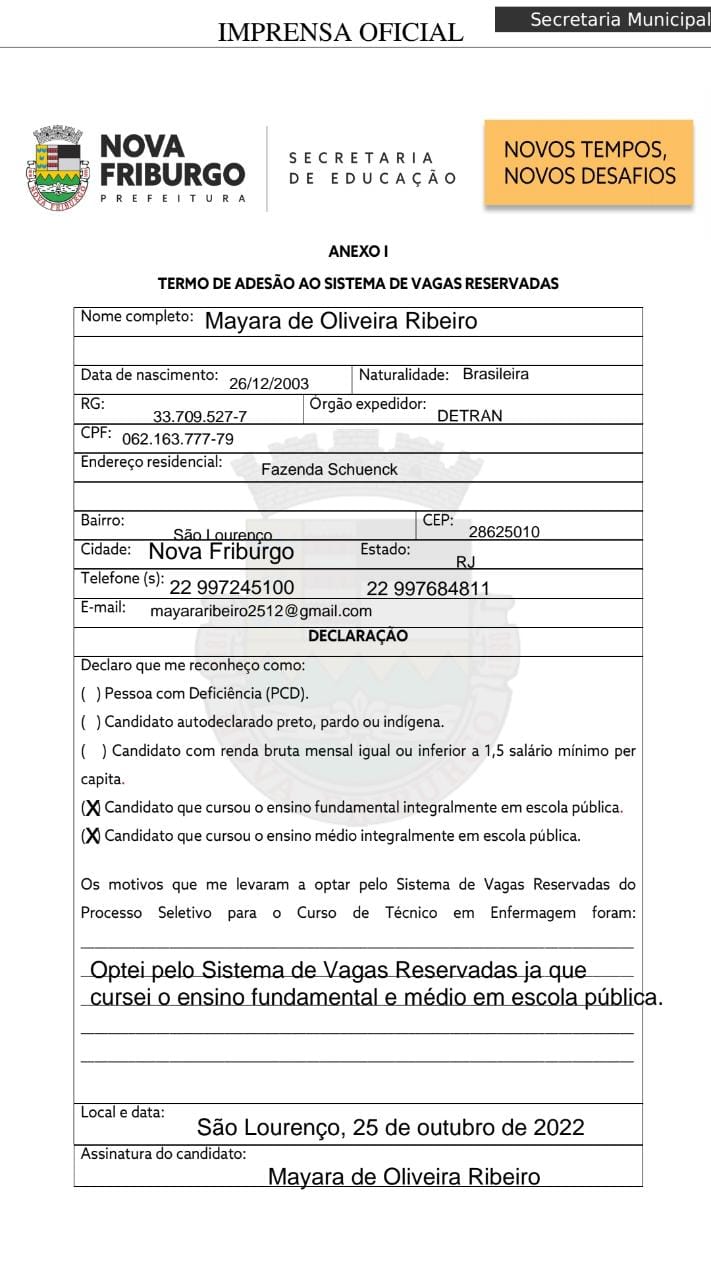 IMPRENSA OFICIAL
Secretaria Municipal
NOVA
FRIBURGO
PREFEITURA
SECRETARIA
DE EDUCAÇÃO
NOVOS TEMPOS,
NOVOS DESAFIOS
NOVA FRIBURGO
ANEXO I
TERMO DE ADESÃO AO SISTEMA DE VAGAS RESERVADAS
Nome completo: Mayara de Oliveira Ribeiro
Data de nascimento: 26/12/2003 Naturalidade: Brasileira
RG: 33.709.527-7 Órgão expedidor: DETRAN
CPF: 062.163.777-79
Endereço residencial: Fazenda Schuenck
Bairro: São Lourenço CEP: 28625010
Cidade: Nova Friburgo Estado: RJ
Telefone (s): 22 997245100 22 997684811
E-mail: mayararibeiro2512@gmail.com
DECLARAÇÃO
Declaro que me reconheço como:
( ) Pessoa com Deficiência (PCD).
( ) Candidato autodeclarado preto, pardo ou indígena.
( ) Candidato com renda bruta mensal igual ou inferior a 1,5 salário mínimo per
capita.
(X) Candidato que cursou o ensino fundamental integralmente em escola pública.
(X) Candidato que cursou o ensino médio integralmente em escola pública.
Os motivos que me levaram a optar pelo Sistema de Vagas Reservadas do
Processo Seletivo para o Curso de Técnico em Enfermagem foram:
Optei pelo Sistema de Vagas Reservadas ja que
cursei o ensino fundamental e médio em escola pública.
Local e data: São Lourenço, 25 de outubro de 2022
Assinatura do candidato: Mayara de Oliveira Ribeiro